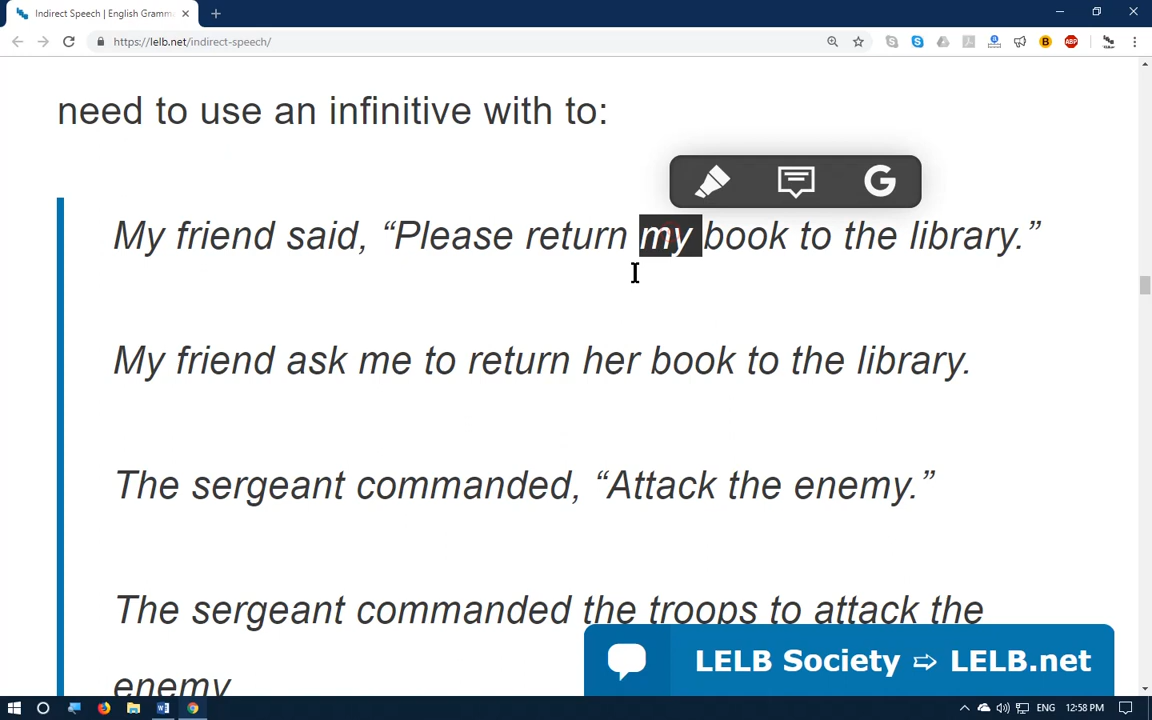 Indirect Speech | English Gramma
https://lelb.net/indirect-speech/
need to use an infinitive with to:
My friend said, “Please return my book to the library.”
My friend ask me to return her book to the library.
The sergeant commanded, “Attack the enemy.”
The sergeant commanded the troops to attack the
enemy
LELB Society ⇨ LELB.net
ENG 12:58 PM